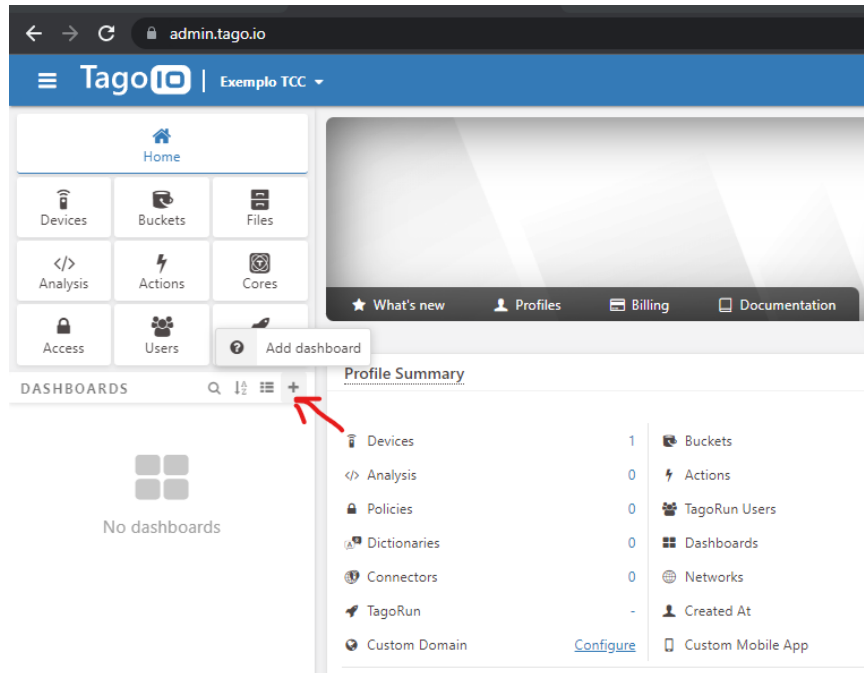 admin.tago.io
Tago IO | Exemplo TCC
Home
Devices Buckets Files
Analysis Actions Cores
Access Users
Add dashboard
DASHBOARDS
No dashboards
What's new Profiles Billing Documentation
Profile Summary
Devices 1 Buckets
Analysis 0 Actions
Policies 0 TagoRun Users
Dictionaries 0 Dashboards
Connectors 0 Networks
TagoRun - Created At
Custom Domain Configure Custom Mobile App